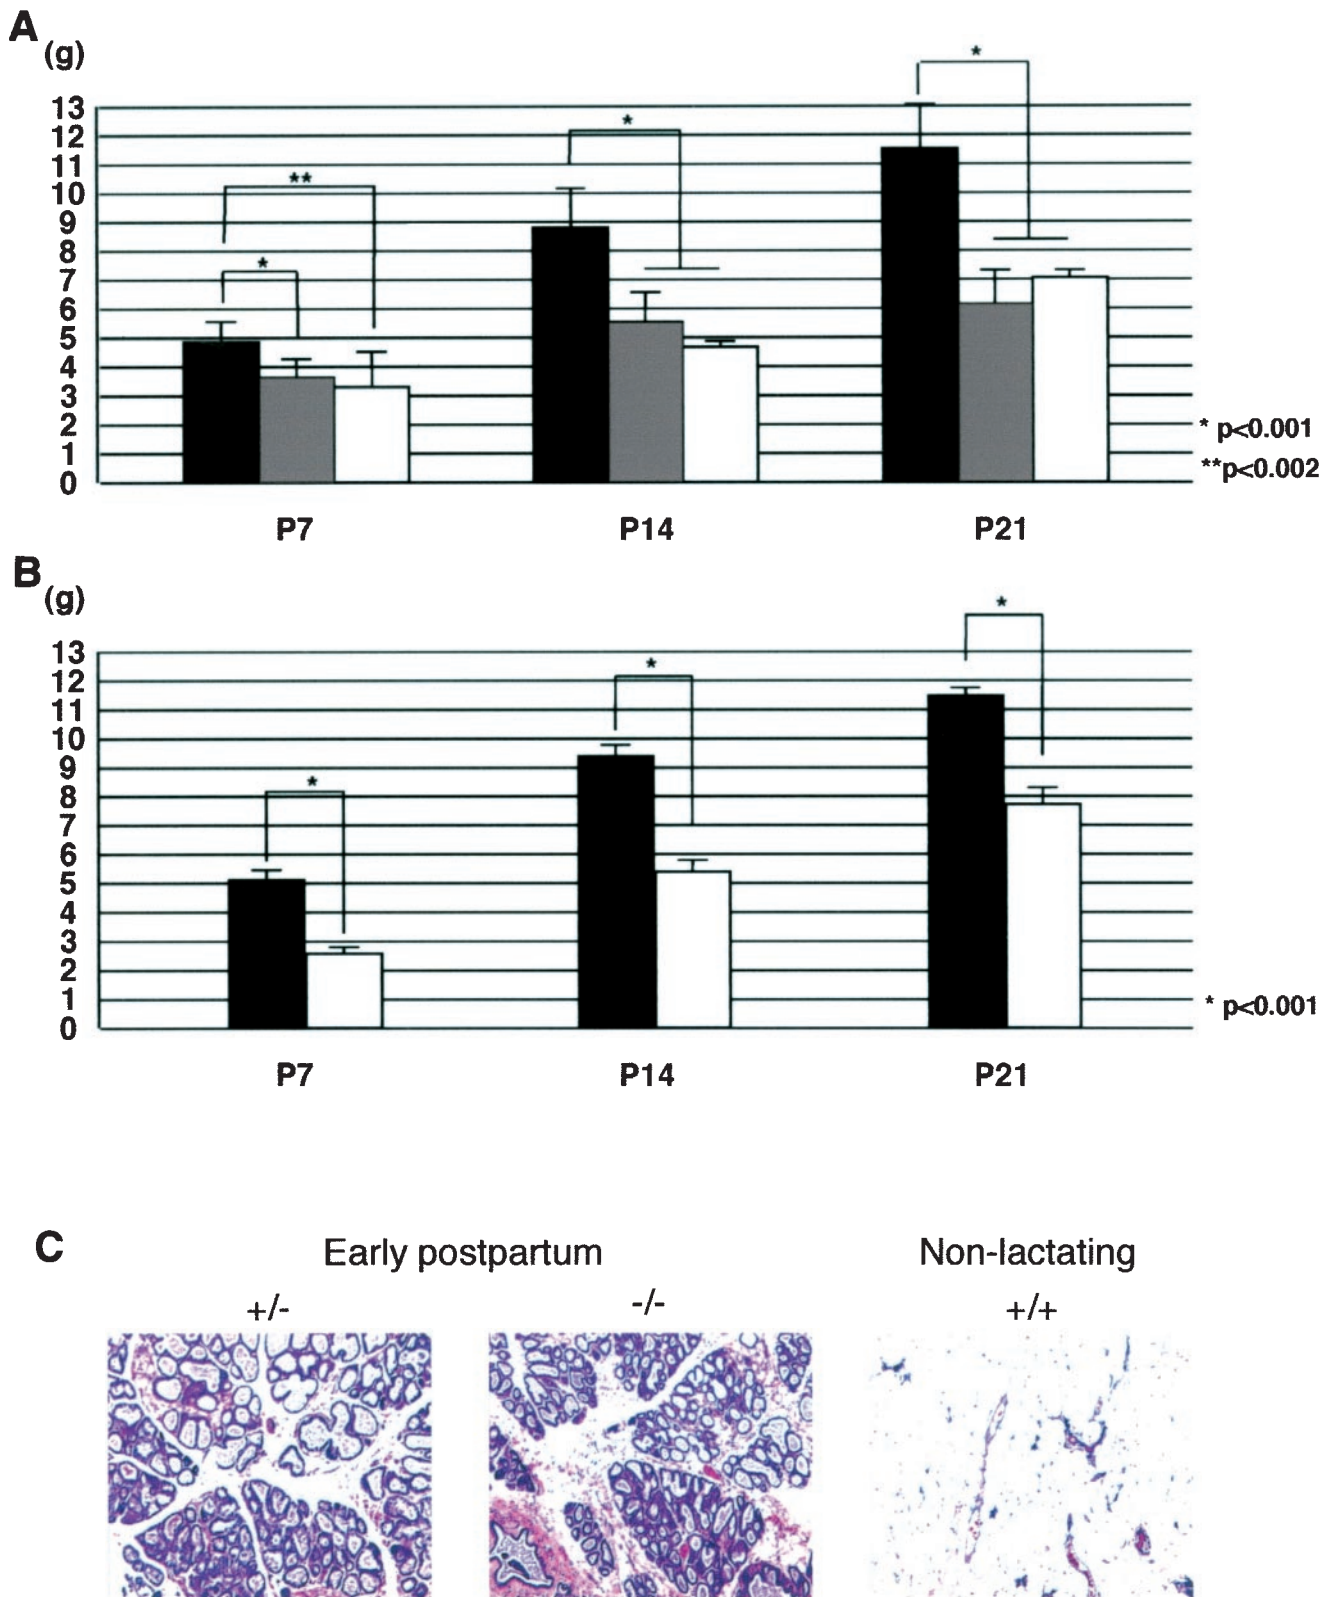 A
(g)
13
12
11
10
9
8
7
6
5
4
3
2
1
0
*
**
*
*
* p<0.001
**p<0.002
P7 P14 P21
B
(g)
13
12
11
10
9
8
7
6
5
4
3
2
1
0
*
*
*
* p<0.001
P7 P14 P21
C
Early postpartum Non-lactating
+/- -/- +/+